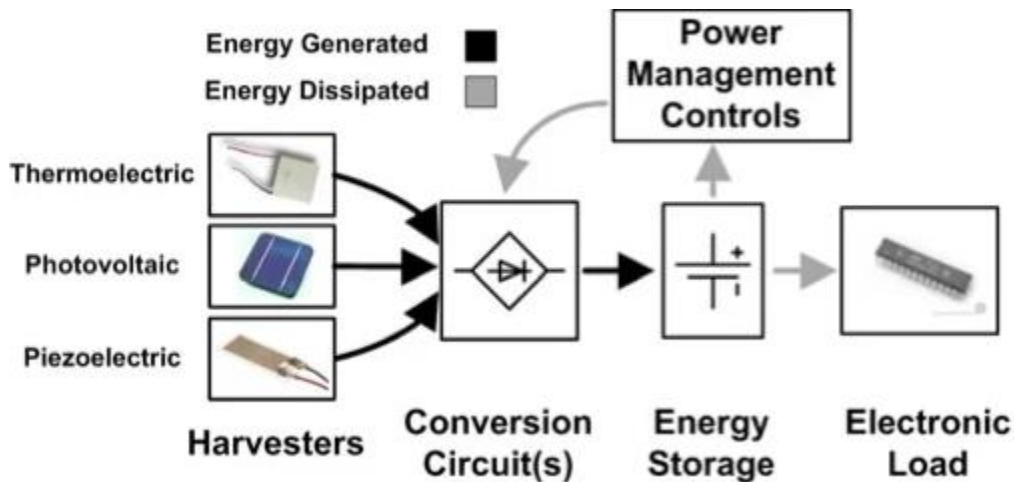 Energy Generated
Energy Dissipated
Power
Management
Controls
Thermoelectric
Photovoltaic
Piezoelectric
+
Harvesters
Conversion
Circuit(s)
Energy
Storage
Electronic
Load